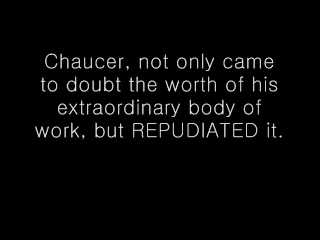 Chaucer, not only came
to doubt the worth of his
extraordinary body of
work, but REPUDIATED it.